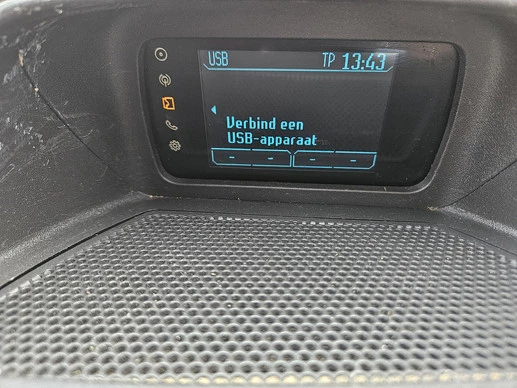 USB TP 13:43
Verbind een
USB-apparaat